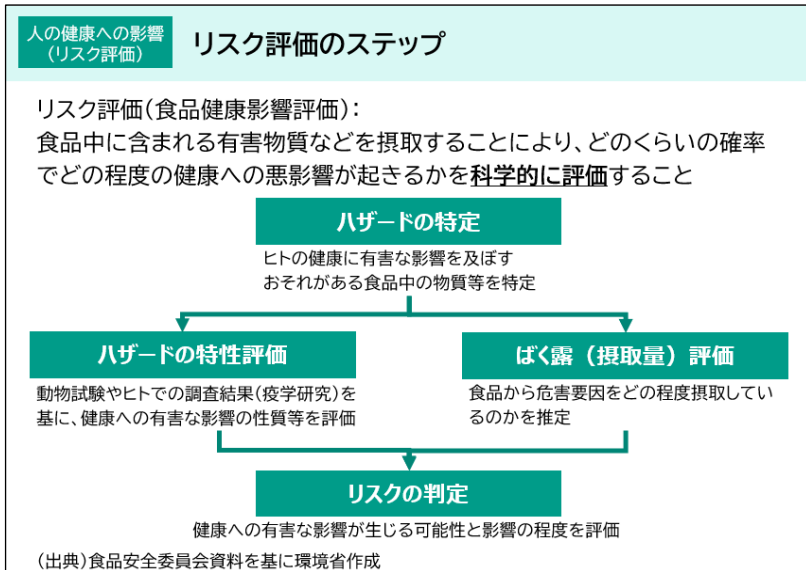 人の健康への影響
(リスク評価)
リスク評価のステップ
リスク評価(食品健康影響評価):
食品中に含まれる有害物質などを摂取することにより、どのくらいの確率
でどの程度の健康への悪影響が起きるかを科学的に評価すること
ハザードの特定
ヒトの健康に有害な影響を及ぼす
おそれがある食品中の物質等を特定
ハザードの特性評価
動物試験やヒトでの調査結果(疫学研究)を
基に、健康への有害な影響の性質等を評価
ばく露(摂取量)評価
食品から危害要因をどの程度摂取してい
るのかを推定
リスクの判定
健康への有害な影響が生じる可能性と影響の程度を評価
(出典)食品安全委員会資料を基に環境省作成